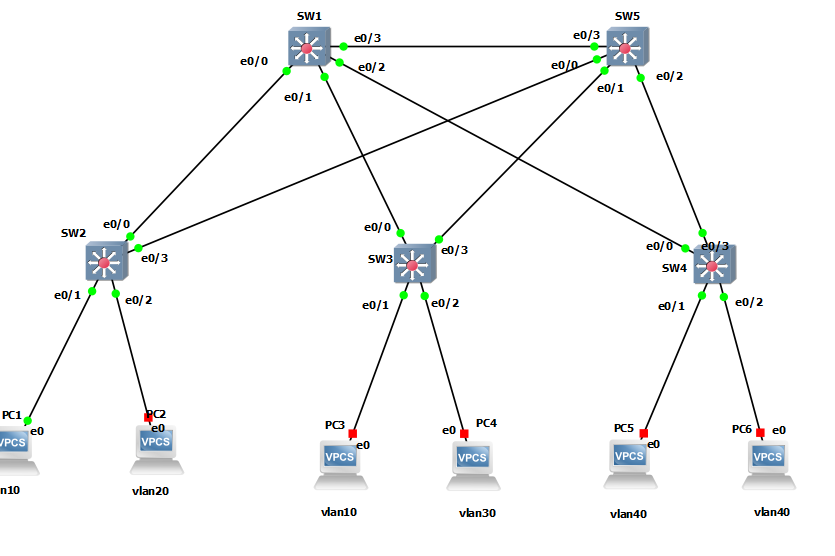 SW1
SW5
e0/3
e0/3
e0/0
e0/2
e0/0
e0/2
e0/1
e0/1
e0/0
SW2
e0/3
e0/0
SW3
e0/3
e0/0
e0/3
SW4
e0/1
e0/2
e0/1
e0/2
e0/1
e0/2
PC1
e0
PC2
e0
PC3
e0
e0
PC4
PC5
e0
PC6
e0
VPCS
VPCS
VPCS
VPCS
VPCS
VPCS
n10
vlan20
vlan10
vlan30
vlan40
vlan40